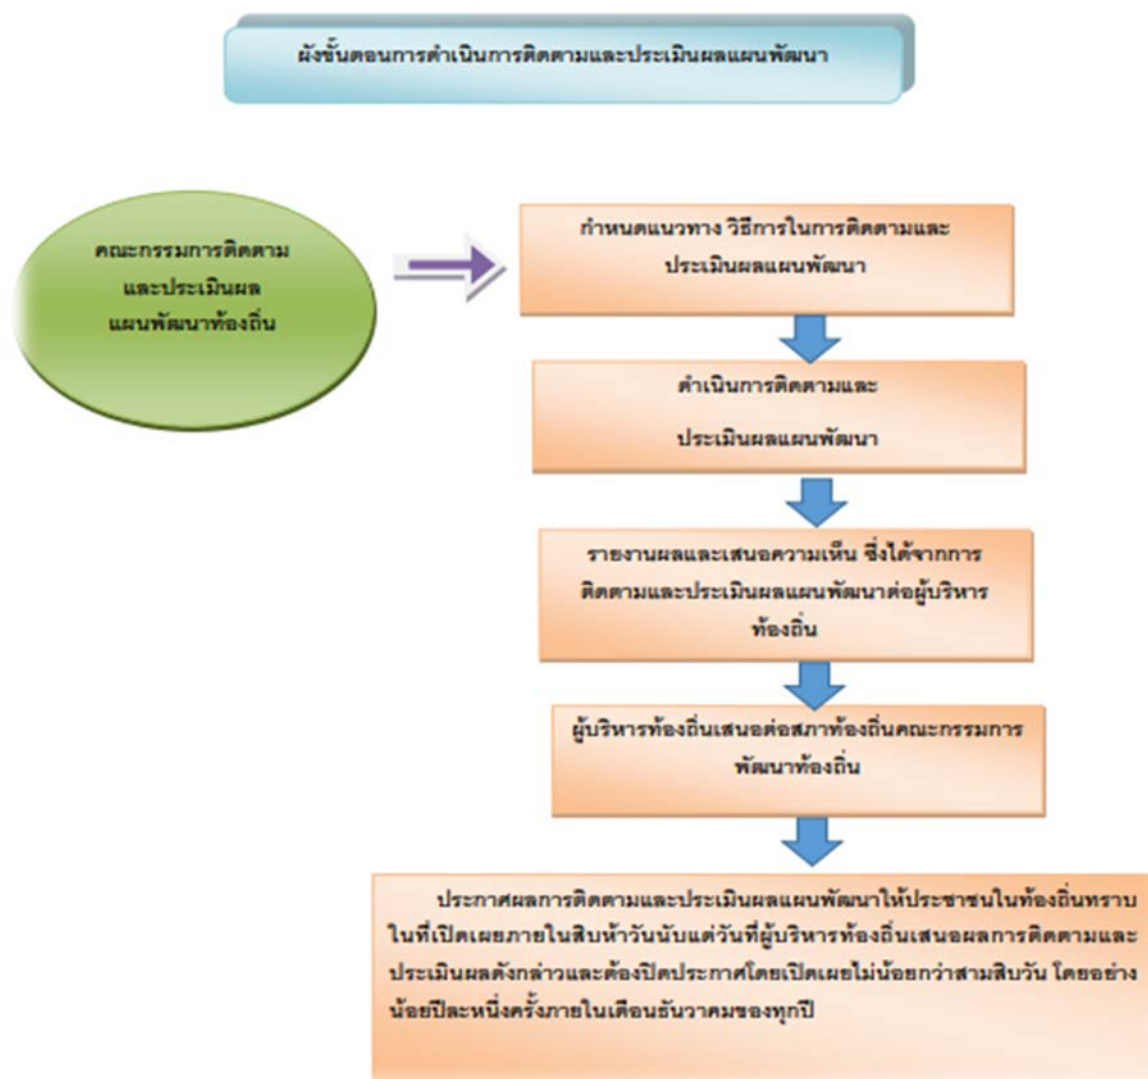 ผังขั้นตอนการดำเนินการติดตามและประเมินผลแผนพัฒนา
คณะกรรมการติดตาม
และประเมินผล
แผนพัฒนาท้องถิ่น
กำหนดแนวทาง วิธีการในการติดตามและ
ประเมินผลแผนพัฒนา
ดำเนินการติดตามและ
ประเมินผลแผนพัฒนา
รายงานผลและเสนอความเห็น ซึ่งได้จากการ
ติดตามและประเมินผลแผนพัฒนาต่อผู้บริหาร
ท้องถิ่น
ผู้บริหารท้องถิ่นเสนอต่อสภาท้องถิ่นคณะกรรมการ
พัฒนาท้องถิ่น
ประกาศผลการติดตามและประเมินผลแผนพัฒนาให้ประชาชนในท้องถิ่นทราบ
ในที่เปิดเผยภายในสิบห้าวันนับแต่วันที่ผู้บริหารท้องถิ่นเสนอผลการติดตามและ
ประเมินผลดังกล่าวและต้องปิดประกาศโดยเปิดเผยไม่น้อยกว่าสามสิบวัน โดยอย่าง
น้อยปีละหนึ่งครั้งภายในเดือนธันวาคมของทุกปี